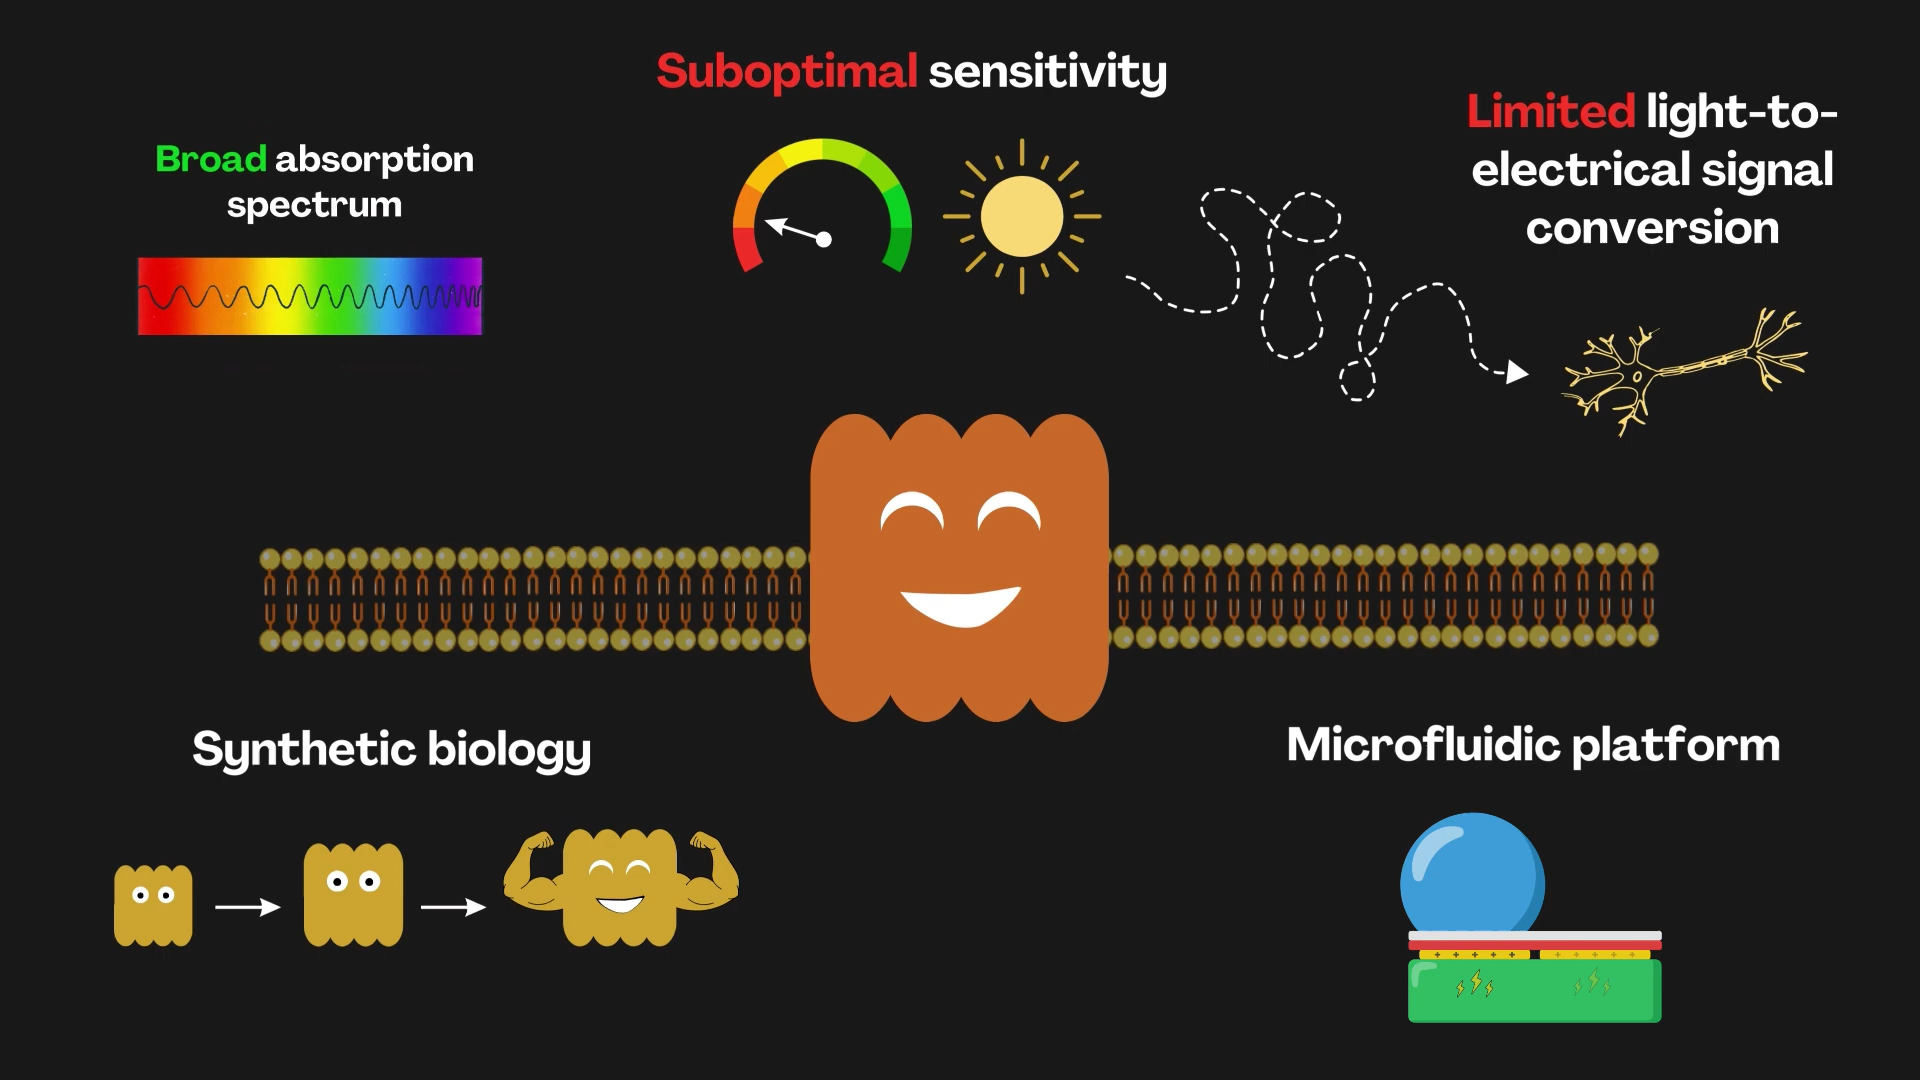 Suboptimal sensitivity
Broad absorption
spectrum
Limited light-to-
electrical signal
conversion
Synthetic biology
Microfluidic platform